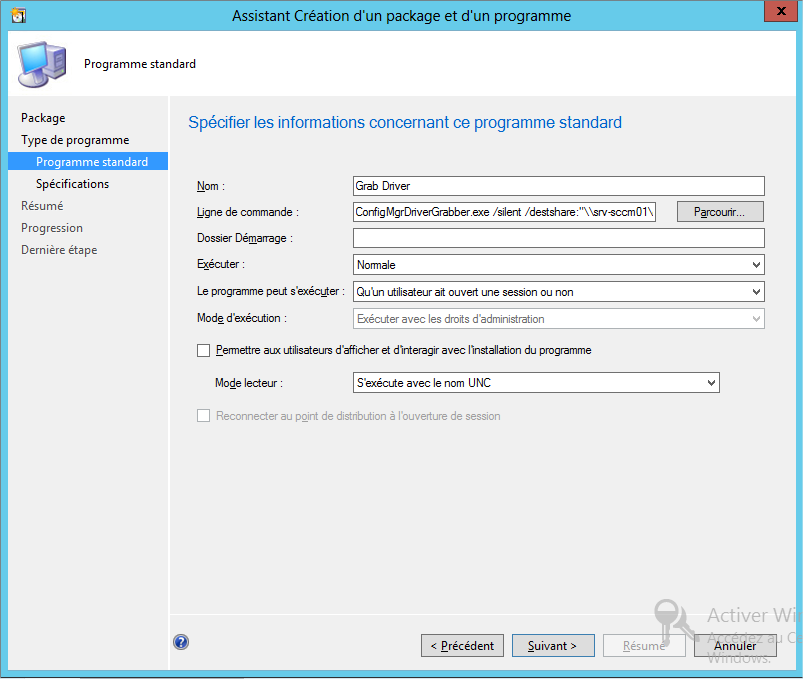 Assistant Création d'un package et d'un programme
x
Programme standard
Package
Type de programme
Programme standard
Spécifications
Résumé
Progression
Dernière étape
Spécifier les informations concernant ce programme standard
Nom : Grab Driver
Ligne de commande : ConfigMgrDriverGrabber.exe /silent /destshare:"\\srv-sccm01\ Parcourir...
Dossier Démarrage :
Exécuter : Normale
Le programme peut s'exécuter : Qu'un utilisateur ait ouvert une session ou non
Mode d'exécution : Exécuter avec les droits d'administration
Permettre aux utilisateurs d'afficher et d'interagir avec l'installation du programme
Mode lecteur : S'exécute avec le nom UNC
Reconnecter au point de distribution à l'ouverture de session
Activer Wi
Accédez au C
Windows.
?
< Précédent Suivant > Résumé Annuler